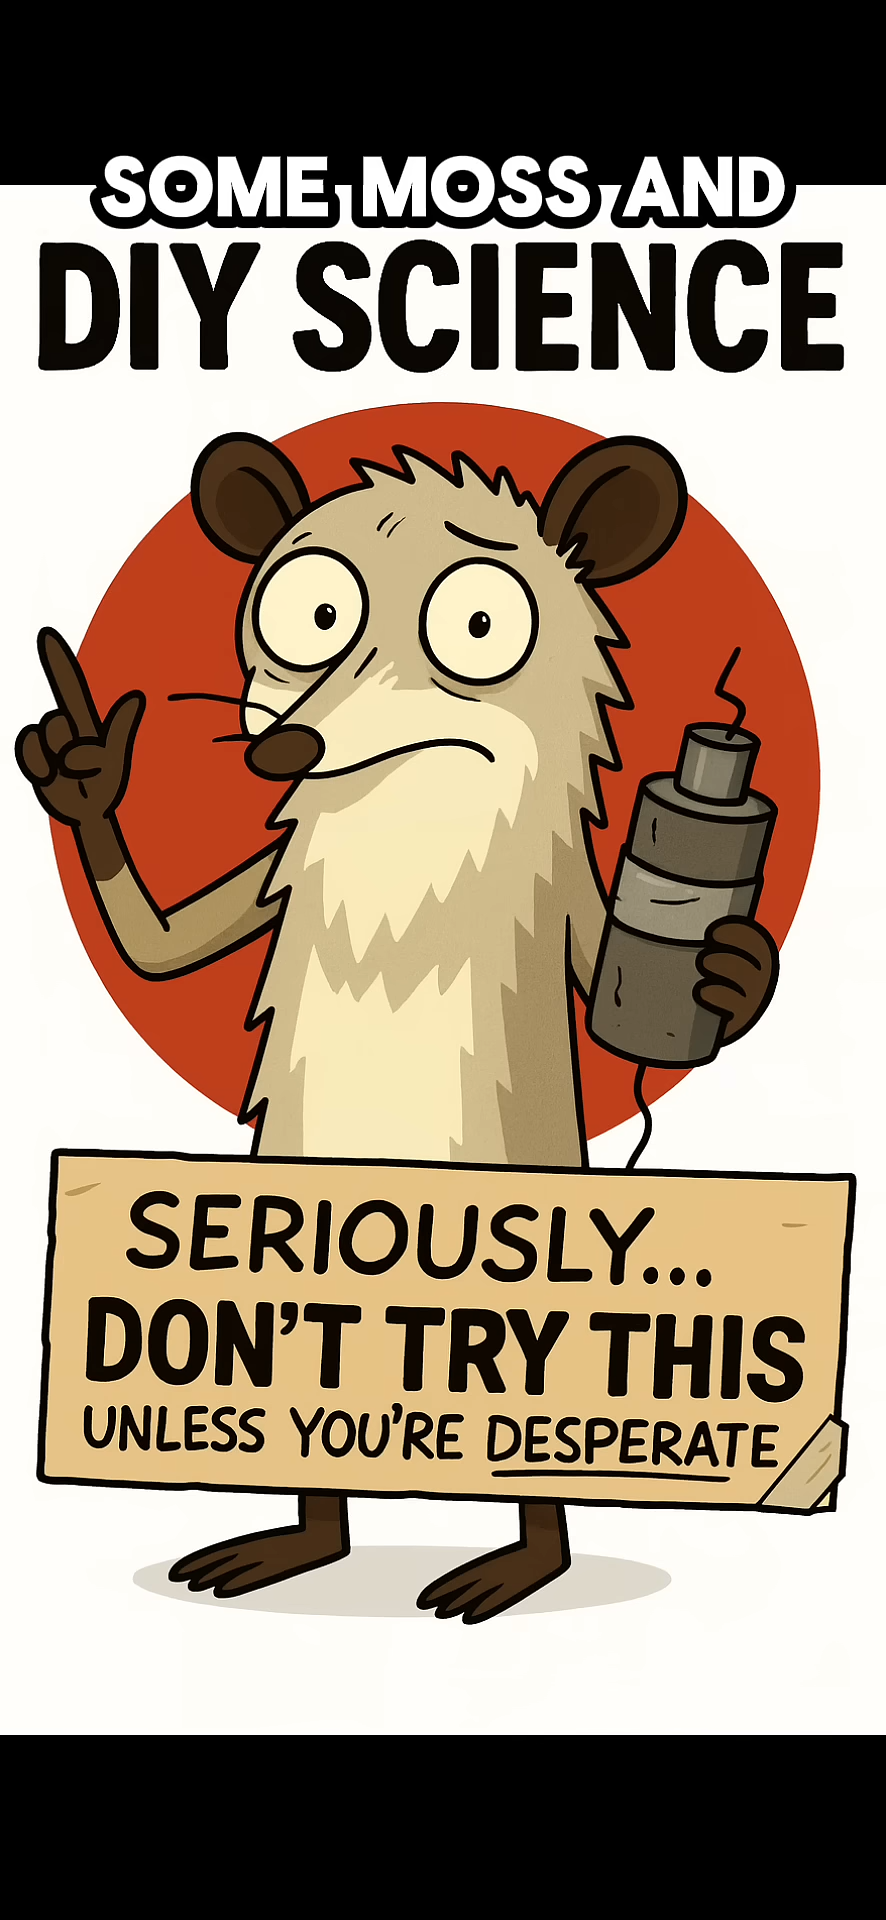 SOME MOSS AND
DIY SCIENCE
SERIOUSLY...
DON'T TRY THIS
UNLESS YOU'RE DESPERATE